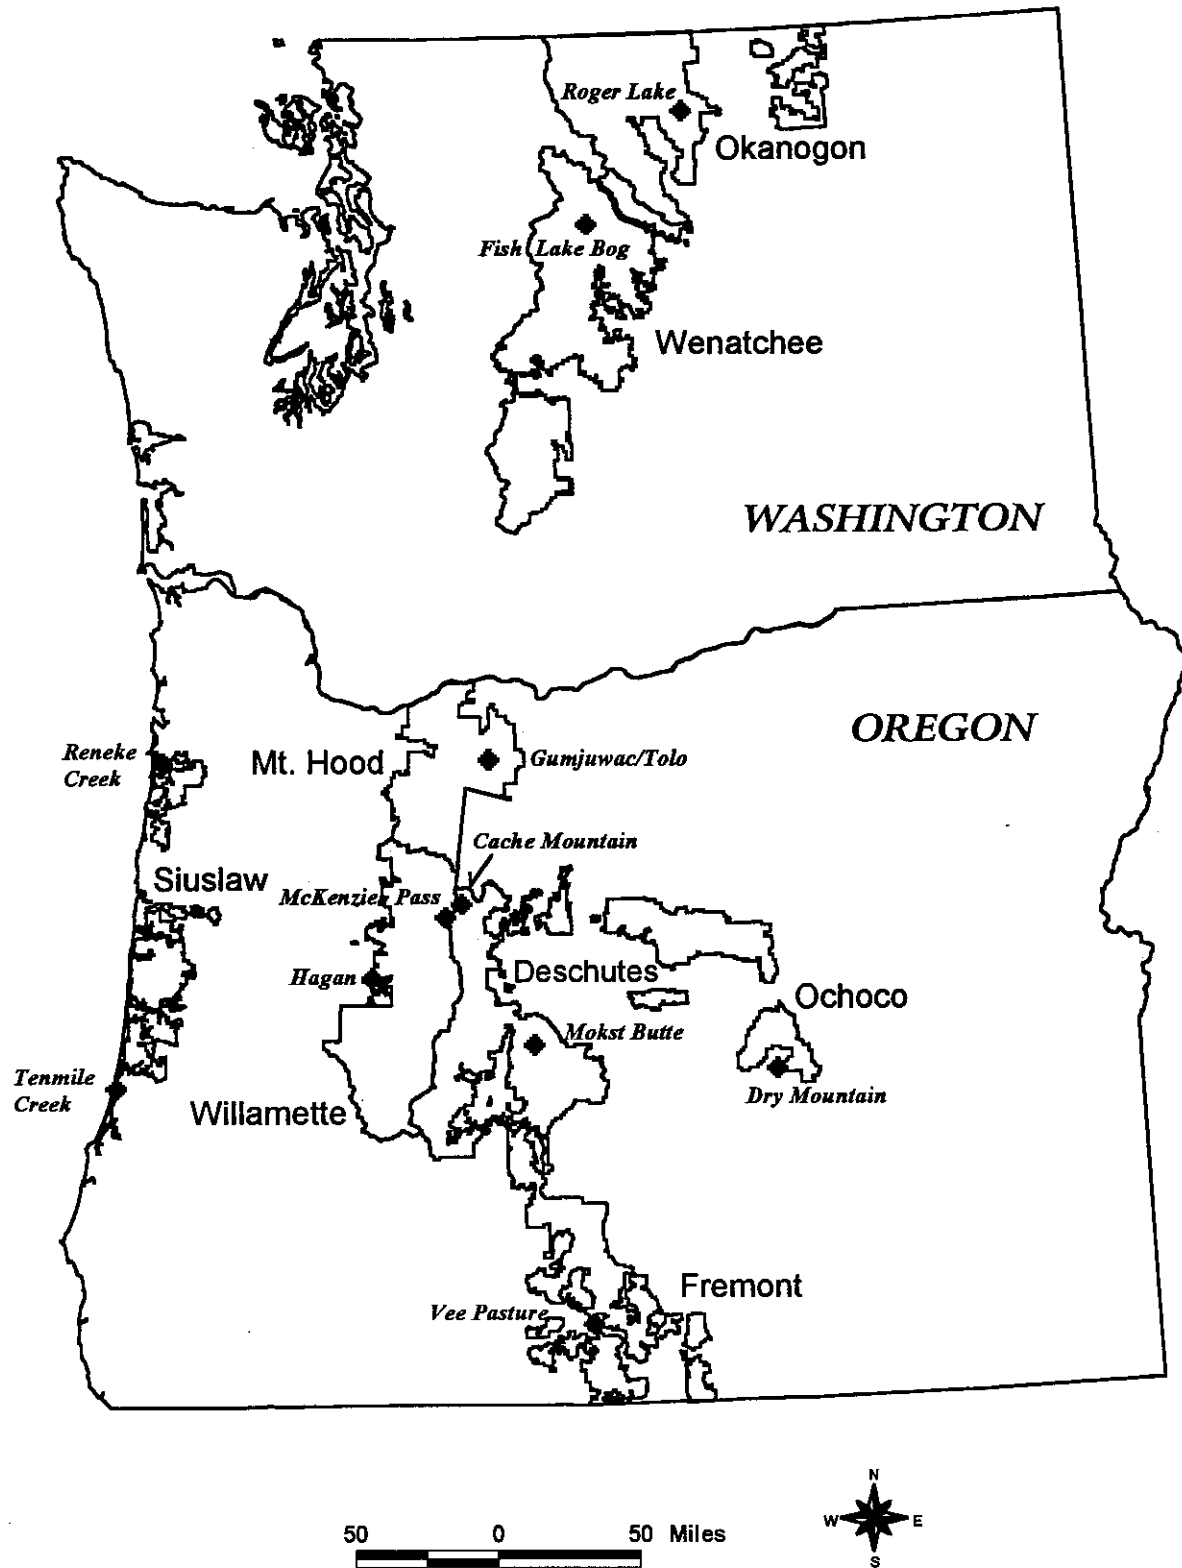 Roger Lake
Okanogon
Fish Lake Bog
Wenatchee
WASHINGTON
OREGON
Reneke
Creek
Mt. Hood
Gumjuwac/Tolo
Cache Mountain
Siuslaw
McKenzie Pass
Hagan
Deschutes
Ochoco
Mokst Butte
Tenmile
Creek
Willamette
Dry Mountain
Fremont
Vee Pasture
N
W E
S
50 0 50 Miles